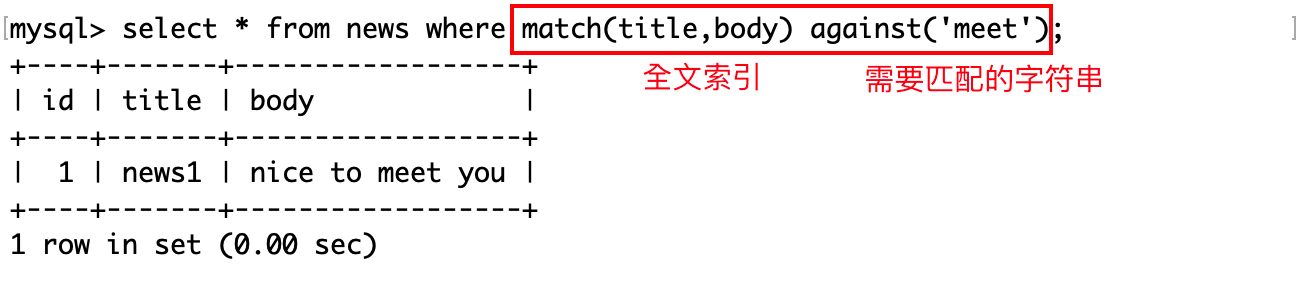 mysql> select * from news where match(title,body) against('meet');
+----+-------+------------------+
全文索引 需要匹配的字符串
| id | title | body             |
+----+-------+------------------+
|  1 | news1 | nice to meet you |
+----+-------+------------------+
1 row in set (0.00 sec)